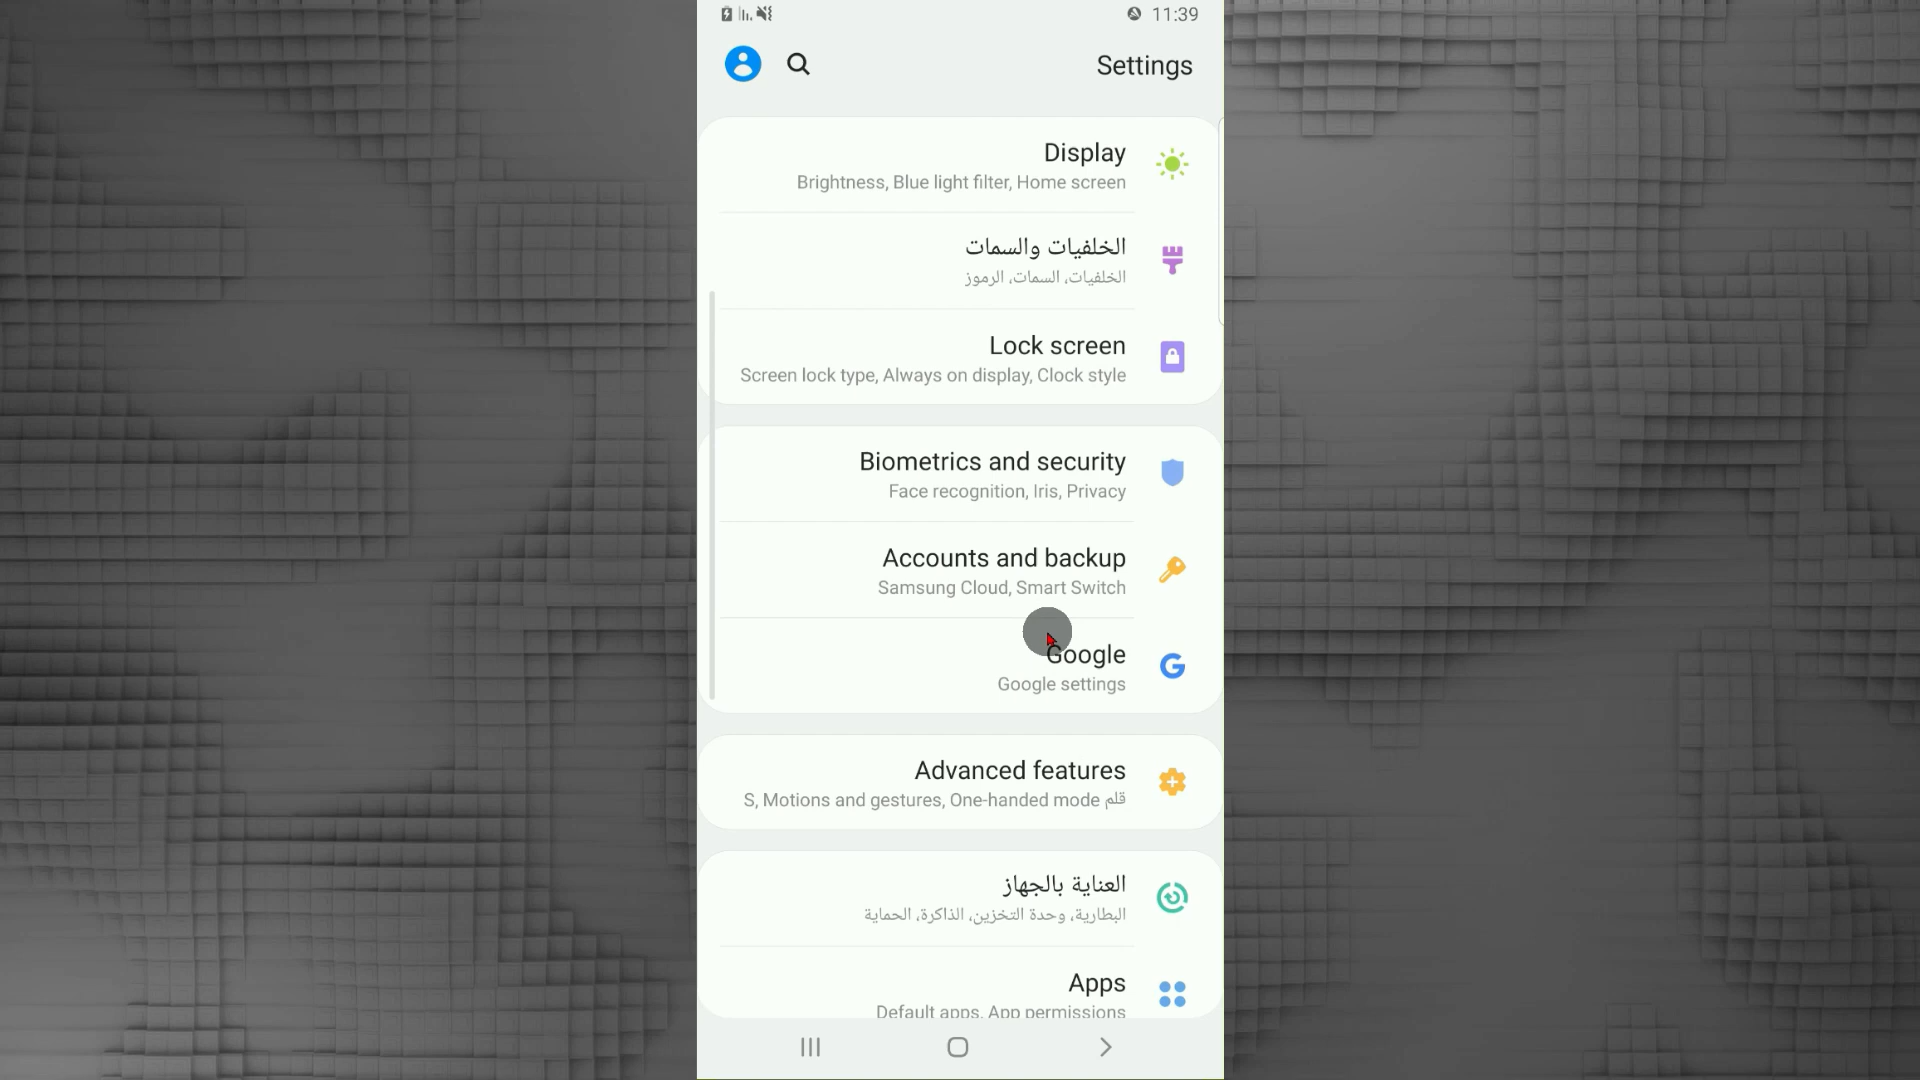 11:39
Settings
Display
Brightness, Blue light filter, Home screen
الخلفيات والسمات
الخلفيات، السمات، الرموز
Lock screen
Screen lock type, Always on display, Clock style
Biometrics and security
Face recognition, Iris, Privacy
Accounts and backup
Samsung Cloud, Smart Switch
Google
Google settings
Advanced features
قلم S, Motions and gestures, One-handed mode
العناية بالجهاز
البطارية، وحدة التخزين، الذاكرة، الحماية
Apps
Default apps, App permissions